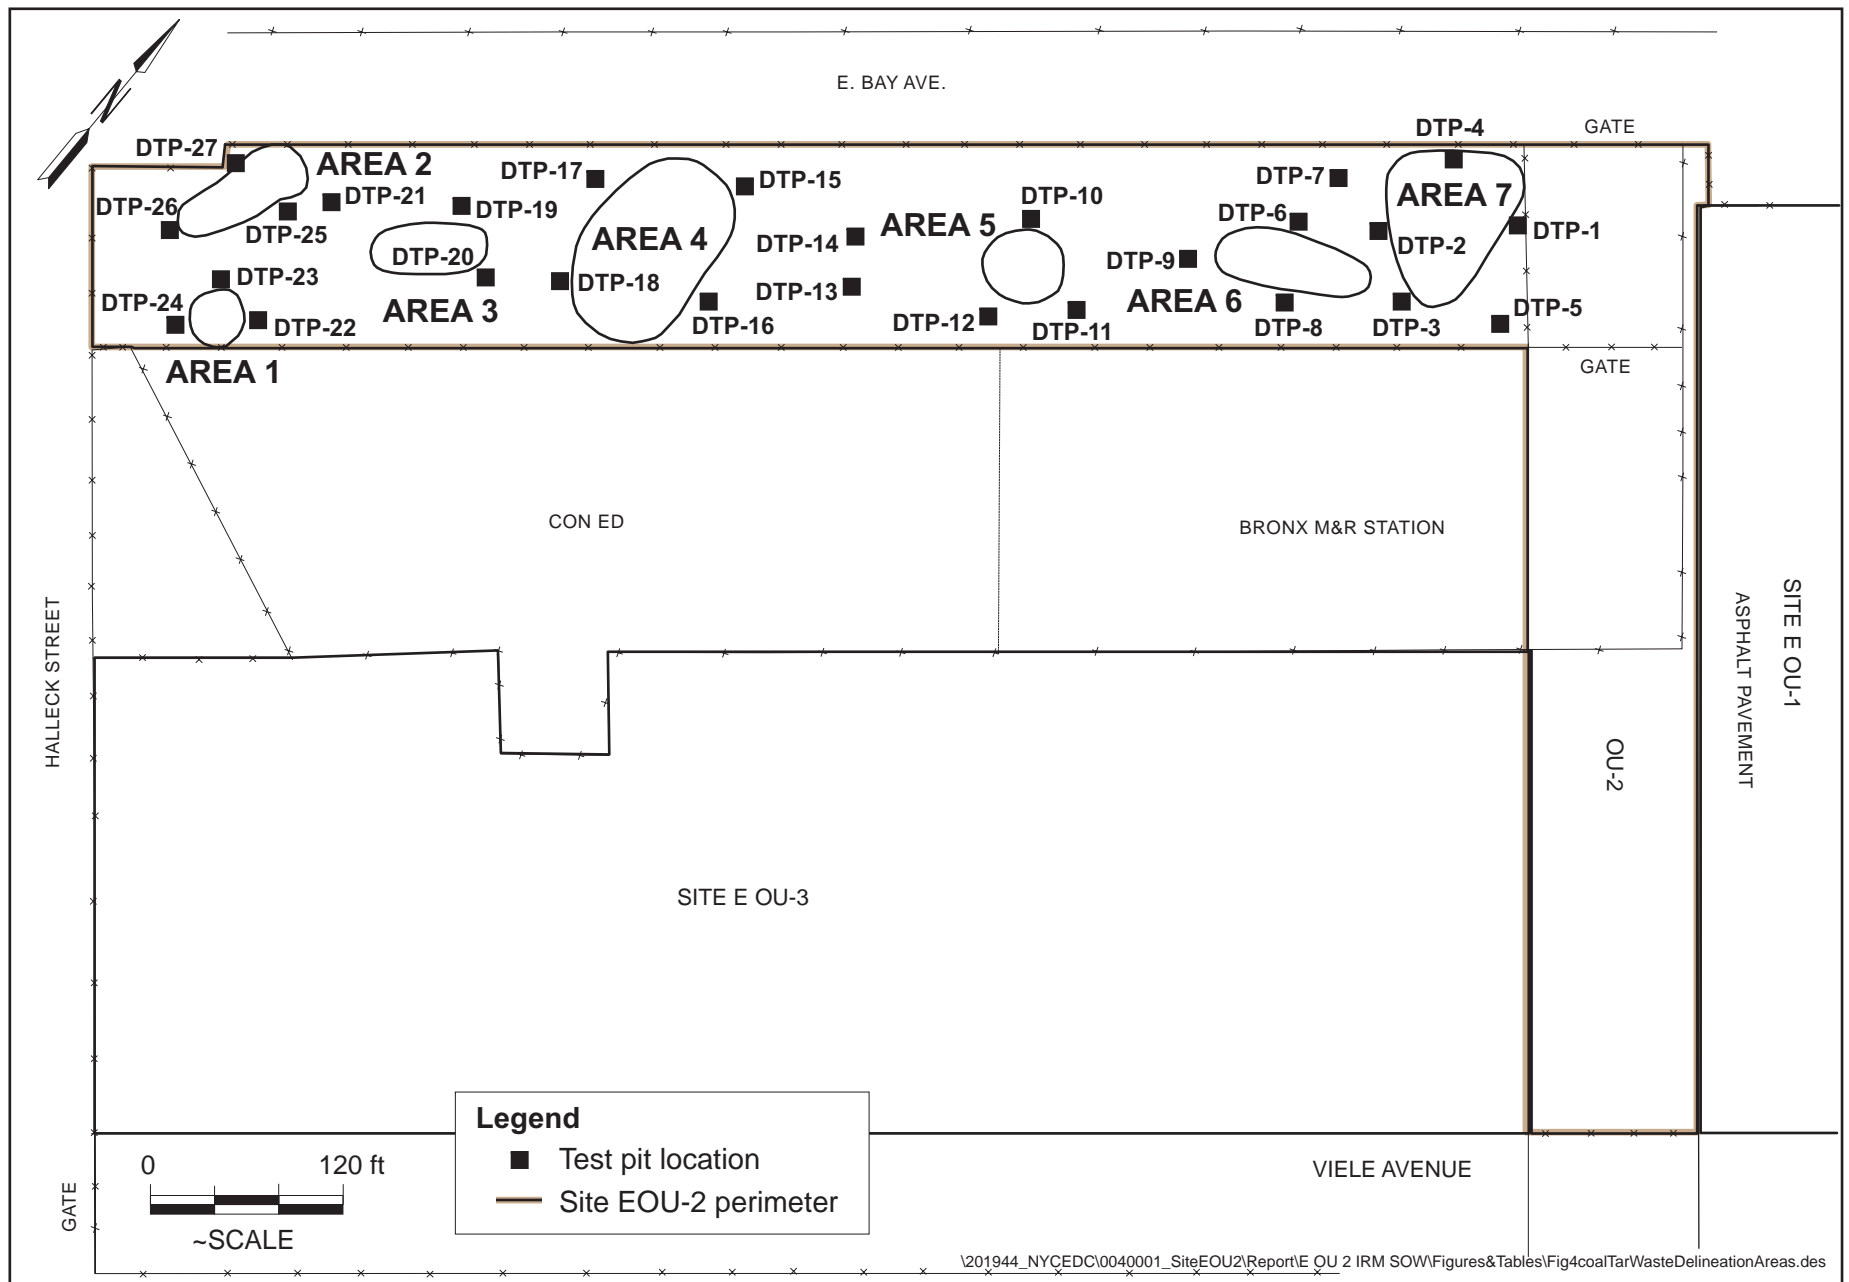 E. BAY AVE.
N
DTP-4
GATE
DTP-27
AREA 2
DTP-17
DTP-15
DTP-7
AREA 7
DTP-26
DTP-21
DTP-19
DTP-10
DTP-6
DTP-25
AREA 4
DTP-14
AREA 5
DTP-2
DTP-1
DTP-20
DTP-9
DTP-23
DTP-18
DTP-13
AREA 6
DTP-24
DTP-22
AREA 3
DTP-16
DTP-12
DTP-11
DTP-8
DTP-3
DTP-5
AREA 1
GATE
CON ED
BRONX M&R STATION
HALLECK STREET
SITE E OU-1
ASPHALT PAVEMENT
OU-2
SITE E OU-3
Legend
Test pit location
Site EOU-2 perimeter
0 120 ft
~SCALE
GATE
VIELE AVENUE
\201944_NYCEDC\0040001_SiteEOU2\Report\E OU 2 IRM SOW\Figures&Tables\Fig4coalTarWasteDelineationAreas.des